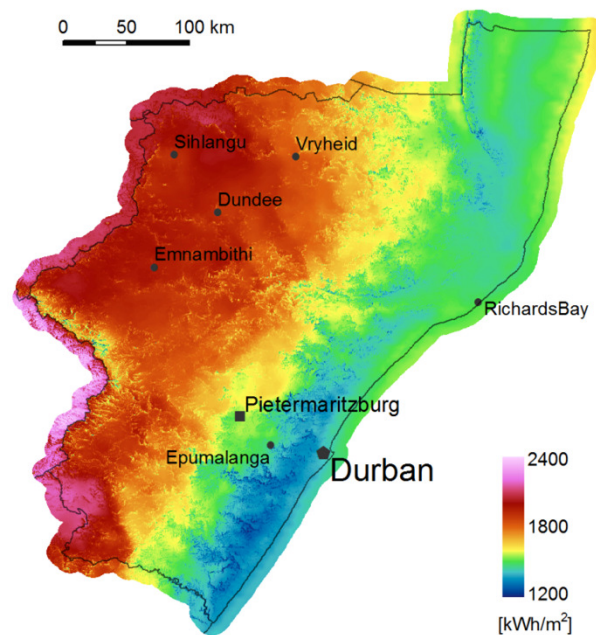 0 50 100 km
Sihlangu
Vryheid
Dundee
Emnambithi
RichardsBay
Pietermaritzburg
Epumalanga
Durban
2400
1800
1200
[kWh/m²]